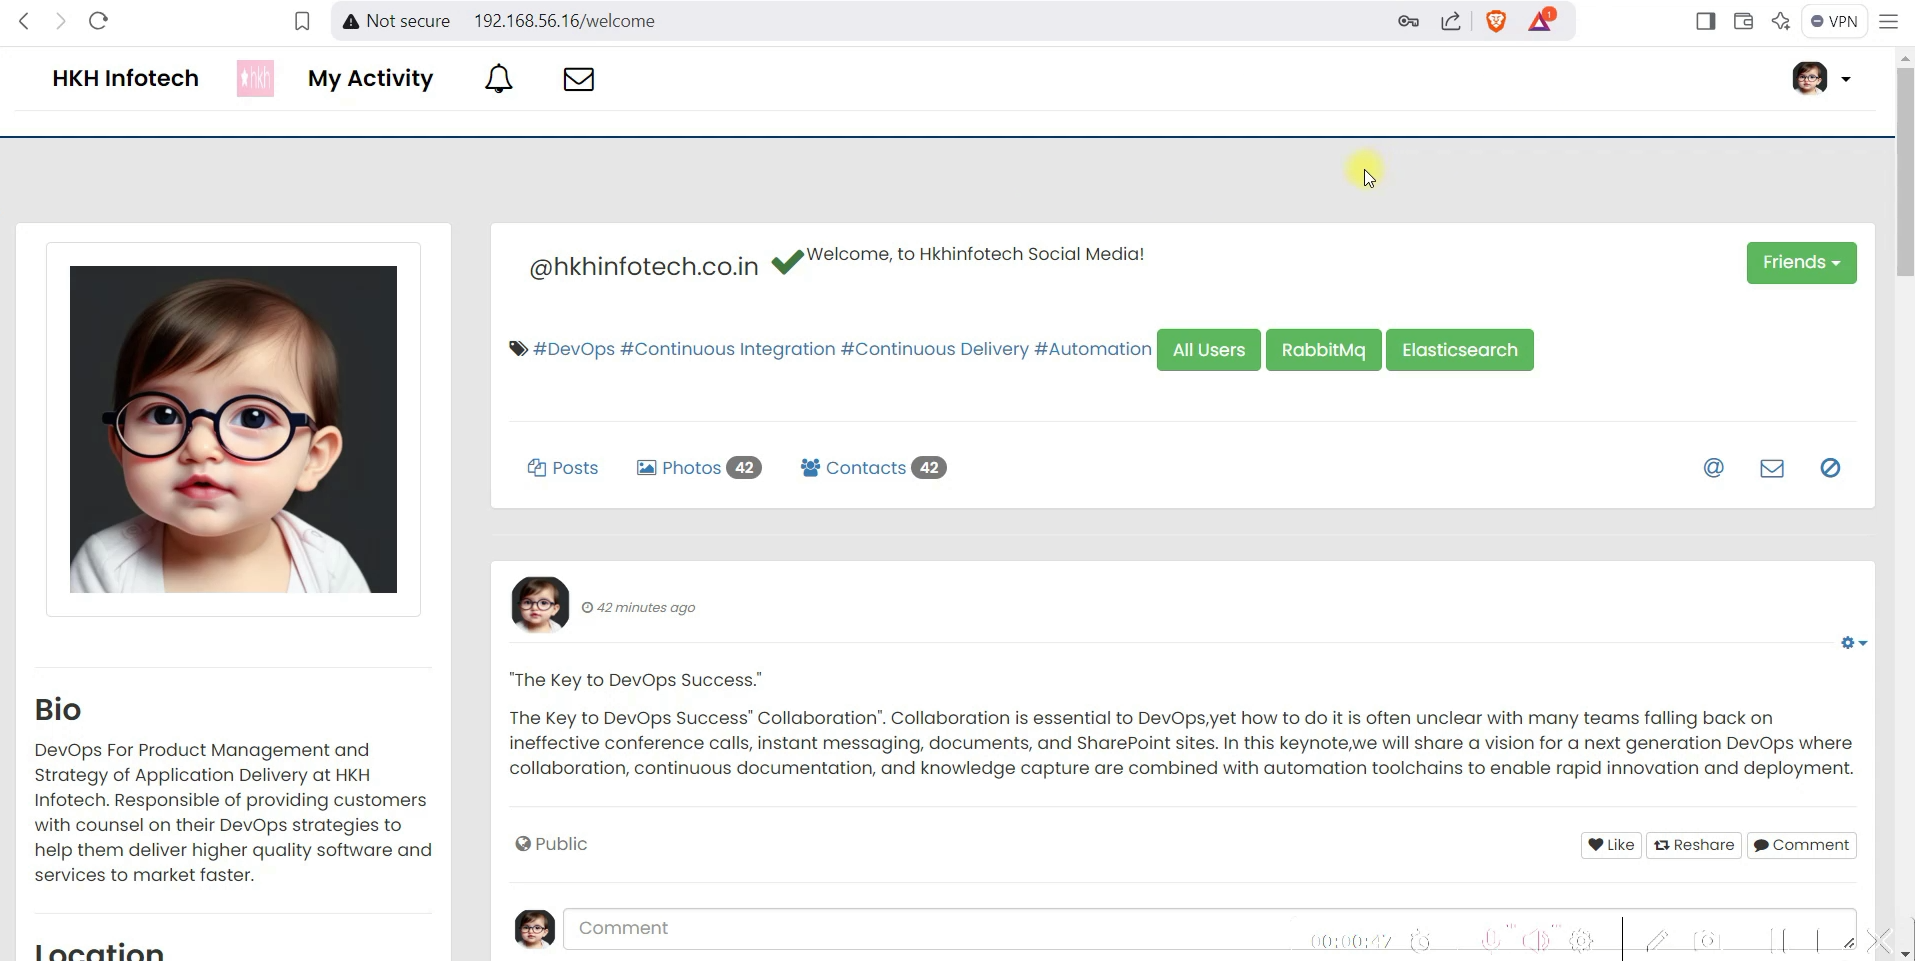 Not secure 192.168.56.16/welcome
1
VPN
HKH Infotech hkh My Activity
@hkhinfotech.co.in Welcome, to Hkhinfotech Social Media!
Friends
#DevOps #Continuous Integration #Continuous Delivery #Automation All Users RabbitMq Elasticsearch
Posts Photos 42 Contacts 42
@
42 minutes ago
"The Key to DevOps Success."
The Key to DevOps Success" Collaboration". Collaboration is essential to DevOps,yet how to do it is often unclear with many teams falling back on
ineffective conference calls, instant messaging, documents, and SharePoint sites. In this keynote,we will share a vision for a next generation DevOps where
collaboration, continuous documentation, and knowledge capture are combined with automation toolchains to enable rapid innovation and deployment.
Public Like Reshare Comment
Comment
Bio
DevOps For Product Management and
Strategy of Application Delivery at HKH
Infotech. Responsible of providing customers
with counsel on their DevOps strategies to
help them deliver higher quality software and
services to market faster.
Location
00:00:47